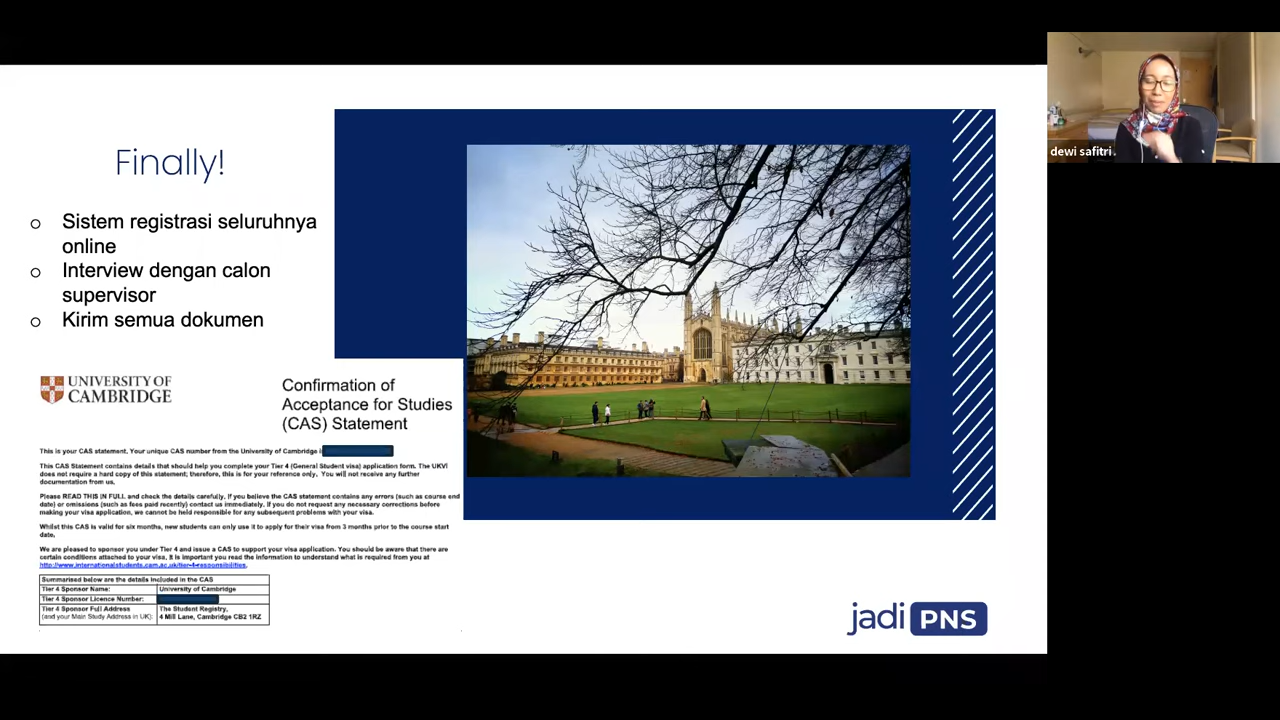 Finally!
Sistem registrasi seluruhnya
online
Interview dengan calon
supervisor
Kirim semua dokumen
UNIVERSITY OF
CAMBRIDGE
Confirmation of
Acceptance for Studies
(CAS) Statement
This is your CAS statement. Your unique CAS number from the University of Cambridge i
This CAS Statement contains details that should help you complete your Tier 4 (General Student visa) application form. The UKVI
does not require a hard copy of this statement; therefore, this is for your reference only. You will not receive any further
documentation from us.
Please READ THIS IN FULL and check the details carefully. If you believe the CAS statement contains any errors (such as course end
date) or omissions (such as fees paid recently) contact us immediately. If you do not request any necessary corrections before
making your visa application, we cannot be held responsible for any subsequent problems with your visa.
Whilst this CAS is valid for six months, new students can only use it to apply for their visa from 3 months prior to the course start
date.
We are pleased to sponsor you under Tier 4 and issue a CAS to support your visa application. You should be aware that there are
certain conditions attached to your visa. It is important you read the information to understand what is required from you at
http://www.internationalstudents.cam.ac.uk/tier-4-responsibilities.
Summarised below are the details included in the CAS
Tier 4 Sponsor Name: University of Cambridge
Tier 4 Sponsor Licence Number:
Tier 4 Sponsor Full Address The Student Registry,
(and your Main Study Address in UK): 4 Mill Lane, Cambridge CB2 1RZ
jadi PNS
dewi safitri